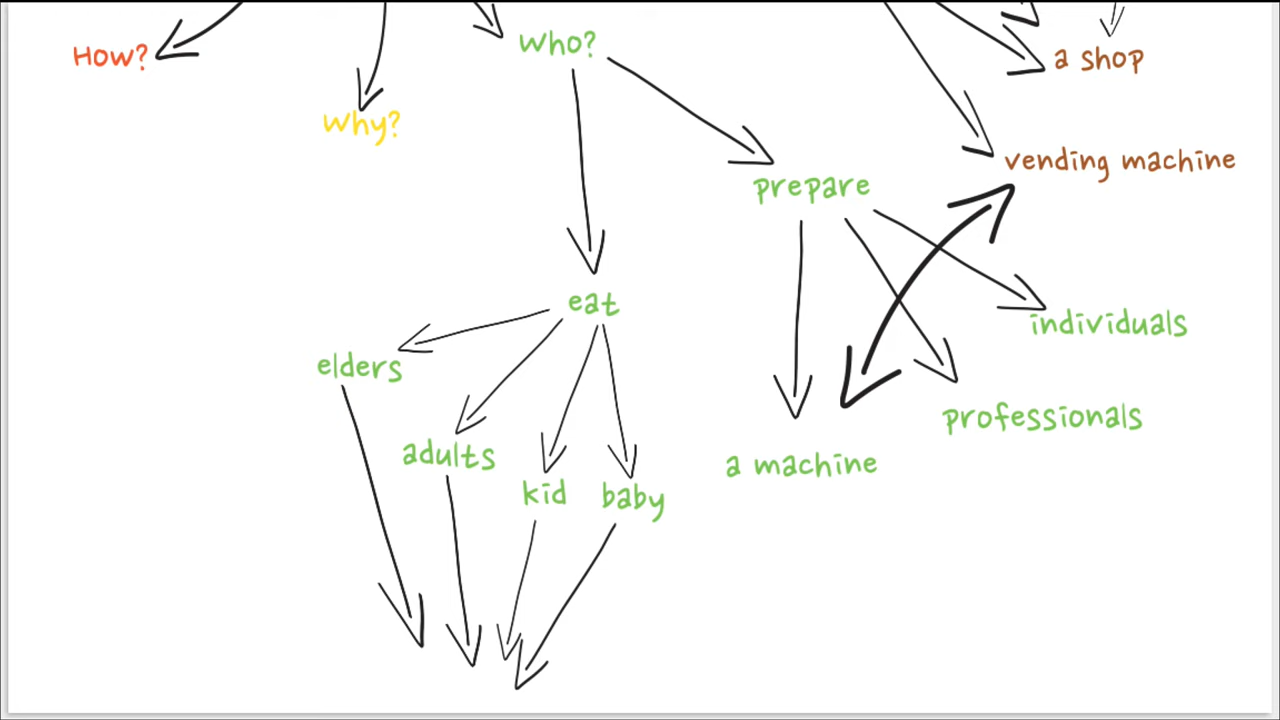 How?
who?
a shop
why?
vending machine
prepare
eat
individuals
elders
professionals
adults
a machine
kid
baby